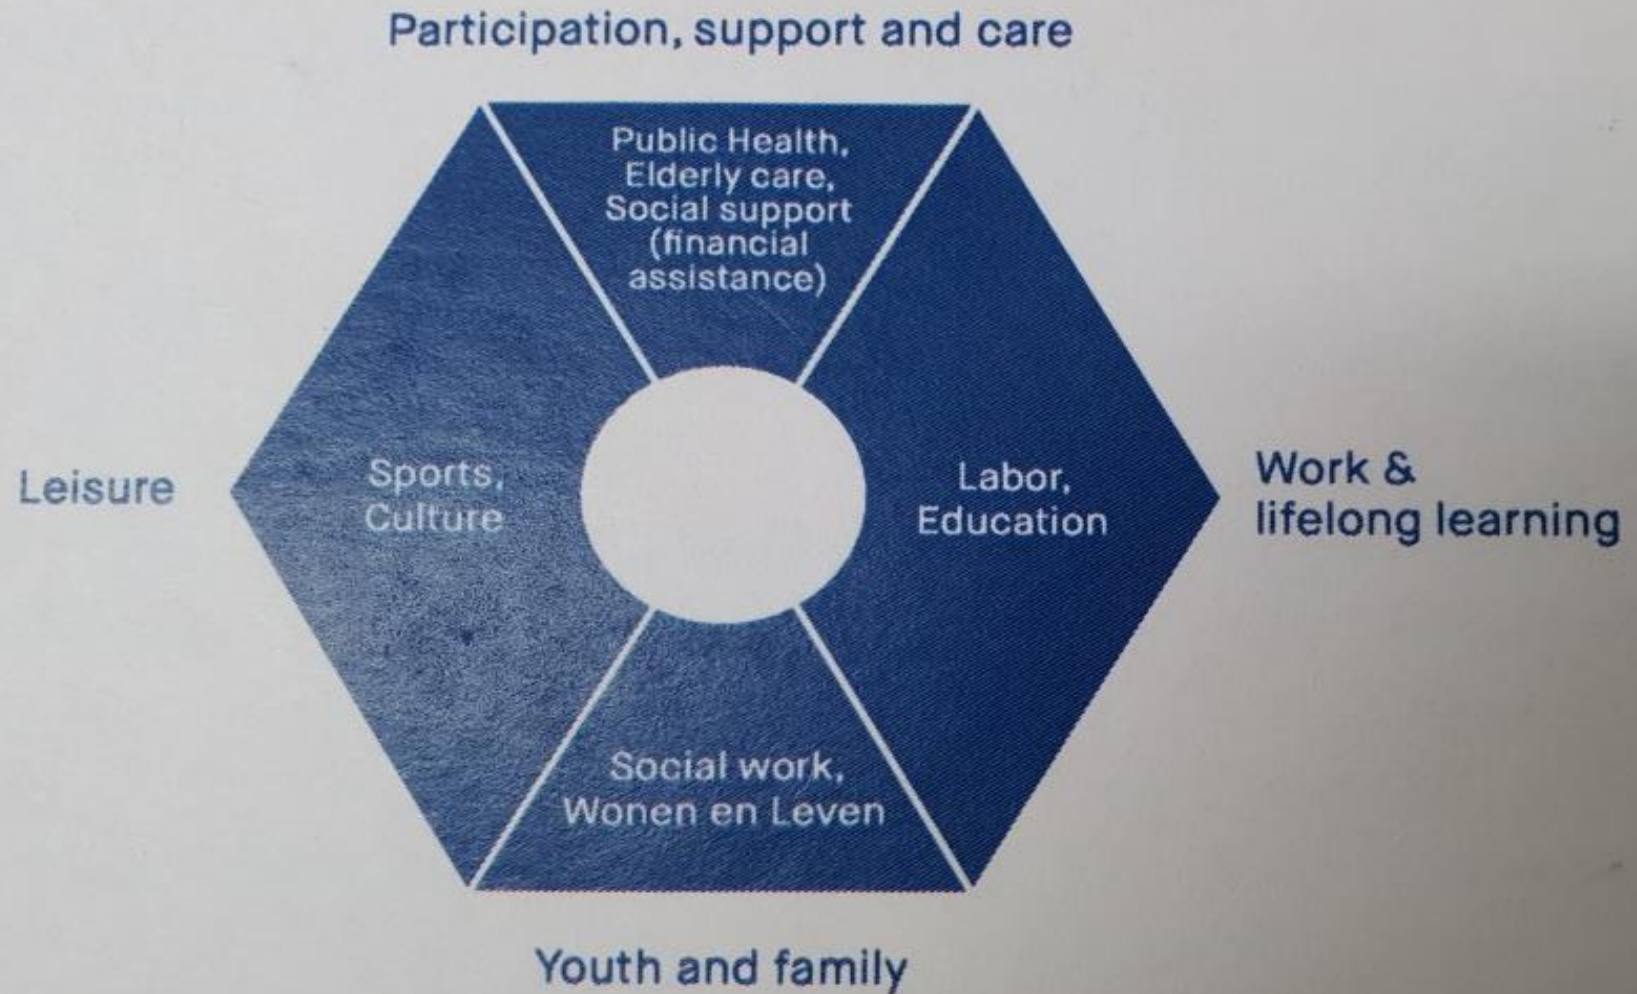 Participation, support and care
Public Health,
Elderly care,
Social support
(financial
assistance)
Leisure
Sports,
Culture
Labor,
Education
Work &
lifelong learning
Social work,
Wonen en Leven
Youth and family